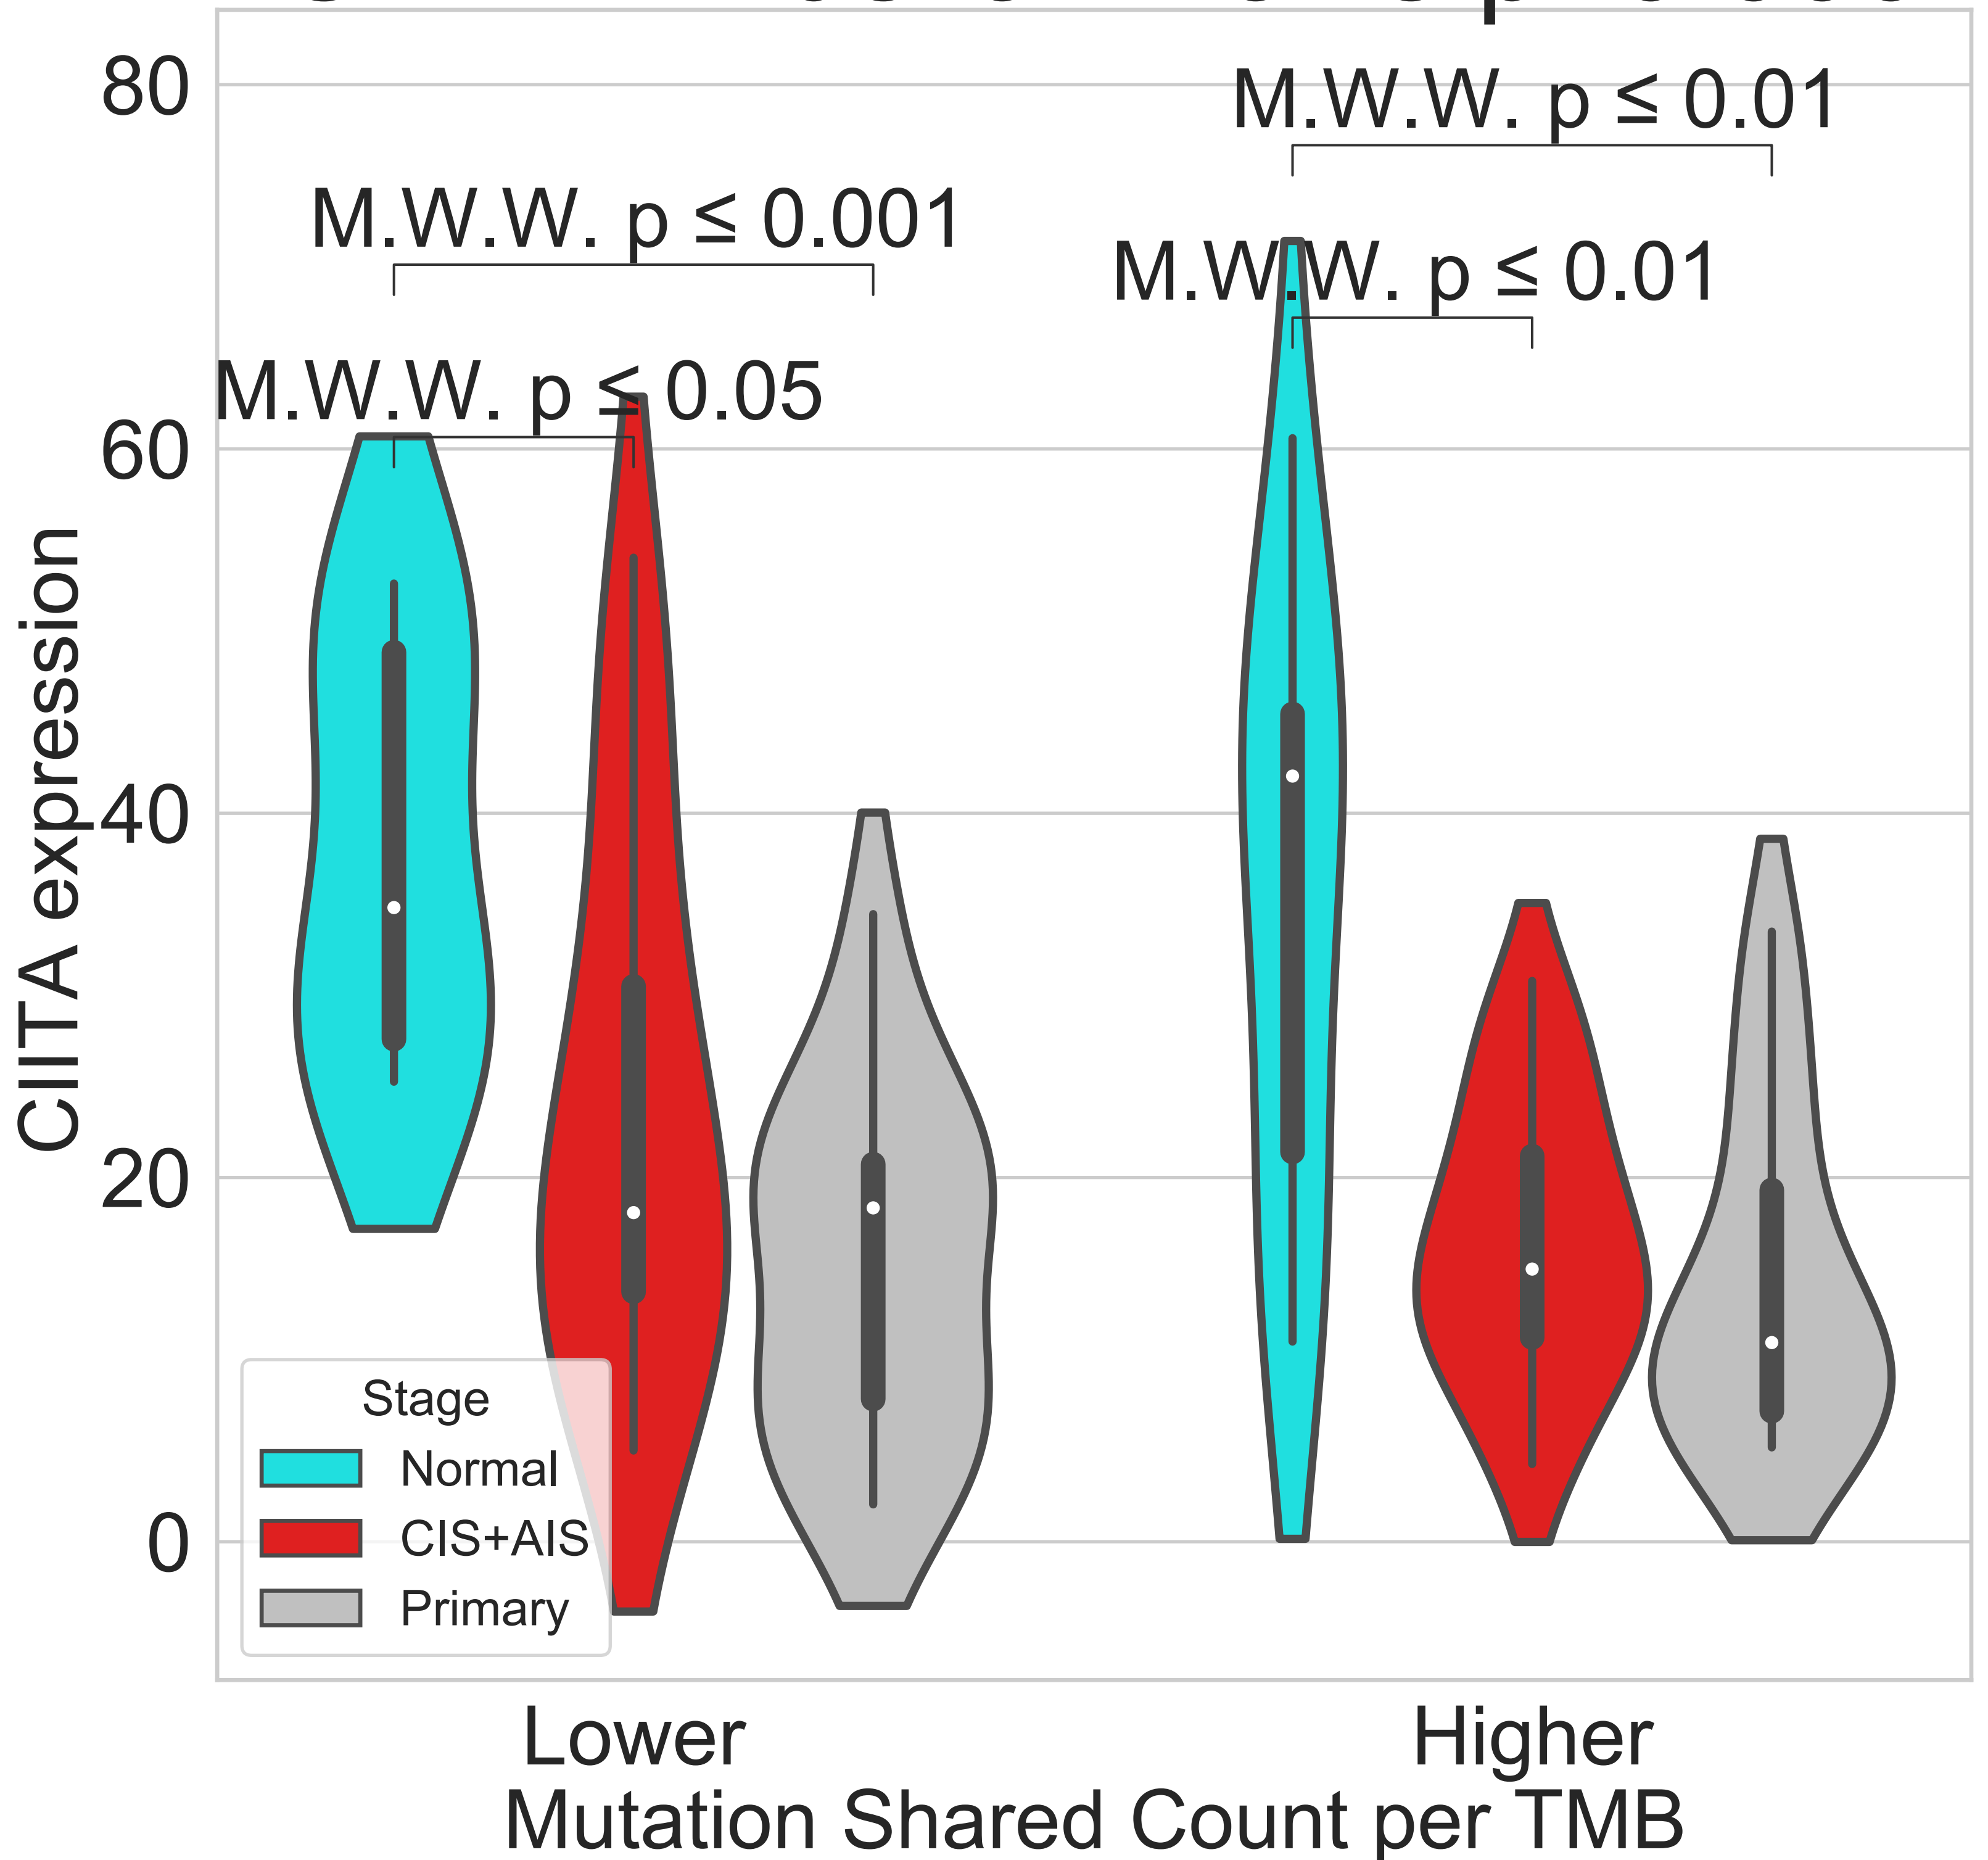 80
60
40
20
0
CIITA expression
M.W.W. p ≤ 0.01
M.W.W. p ≤ 0.001
M.W.W. p ≤ 0.01
M.W.W. p ≤ 0.05
Stage
Normal
CIS+AIS
Primary
Lower
Higher
Mutation Shared Count per TMB